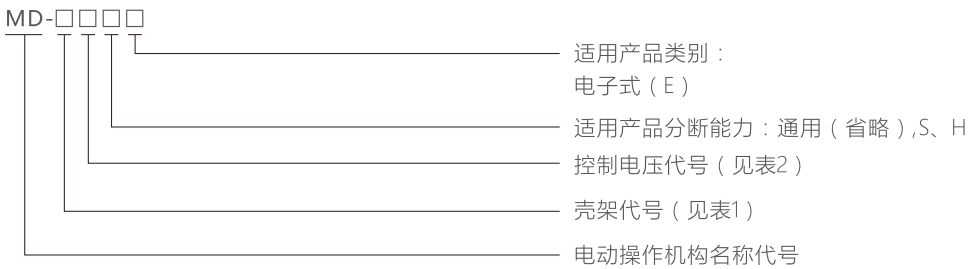 MD-□□□□
适用产品类别：
电子式（E）
适用产品分断能力：通用（省略）,S、H
控制电压代号（见表2）
壳架代号（见表1）
电动操作机构名称代号